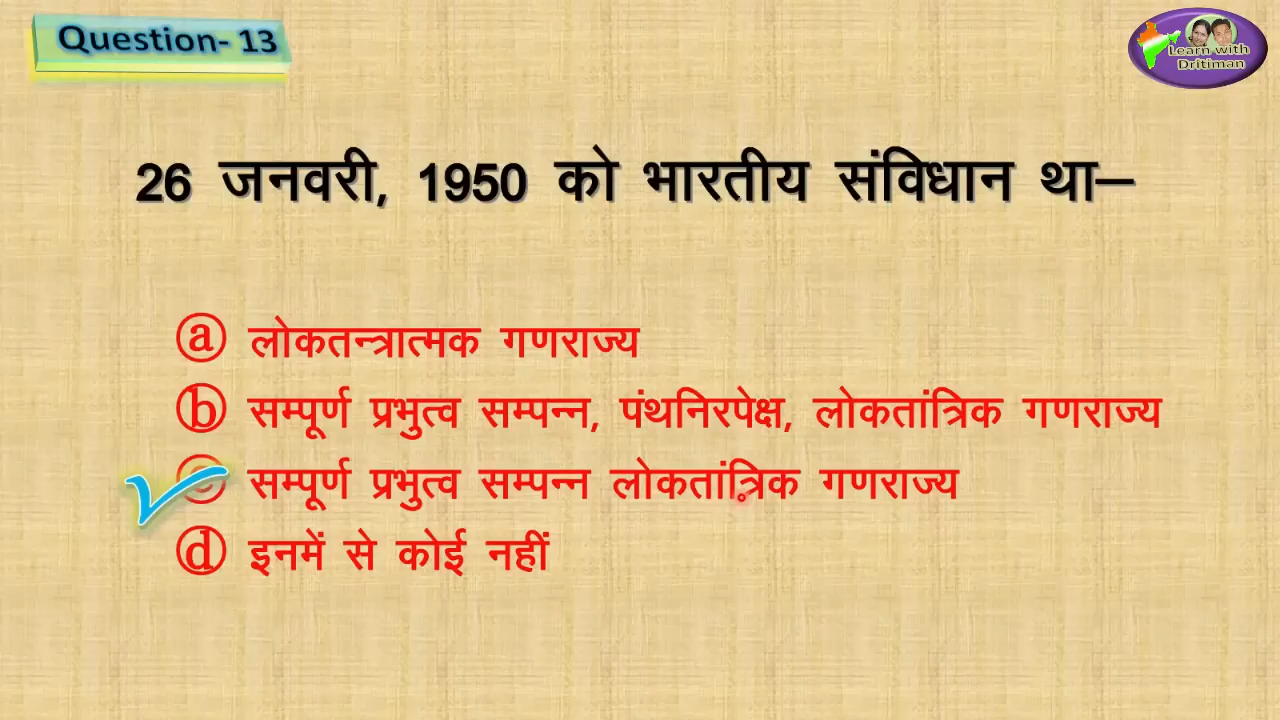 Question- 13
Learn with
Dritiman
26 जनवरी, 1950 को भारतीय संविधान था–
ⓐ लोकतन्त्रात्मक गणराज्य
ⓑ सम्पूर्ण प्रभुत्व सम्पन्न, पंथनिरपेक्ष, लोकतांत्रिक गणराज्य
ⓒ सम्पूर्ण प्रभुत्व सम्पन्न लोकतांत्रिक गणराज्य
ⓓ इनमें से कोई नहीं